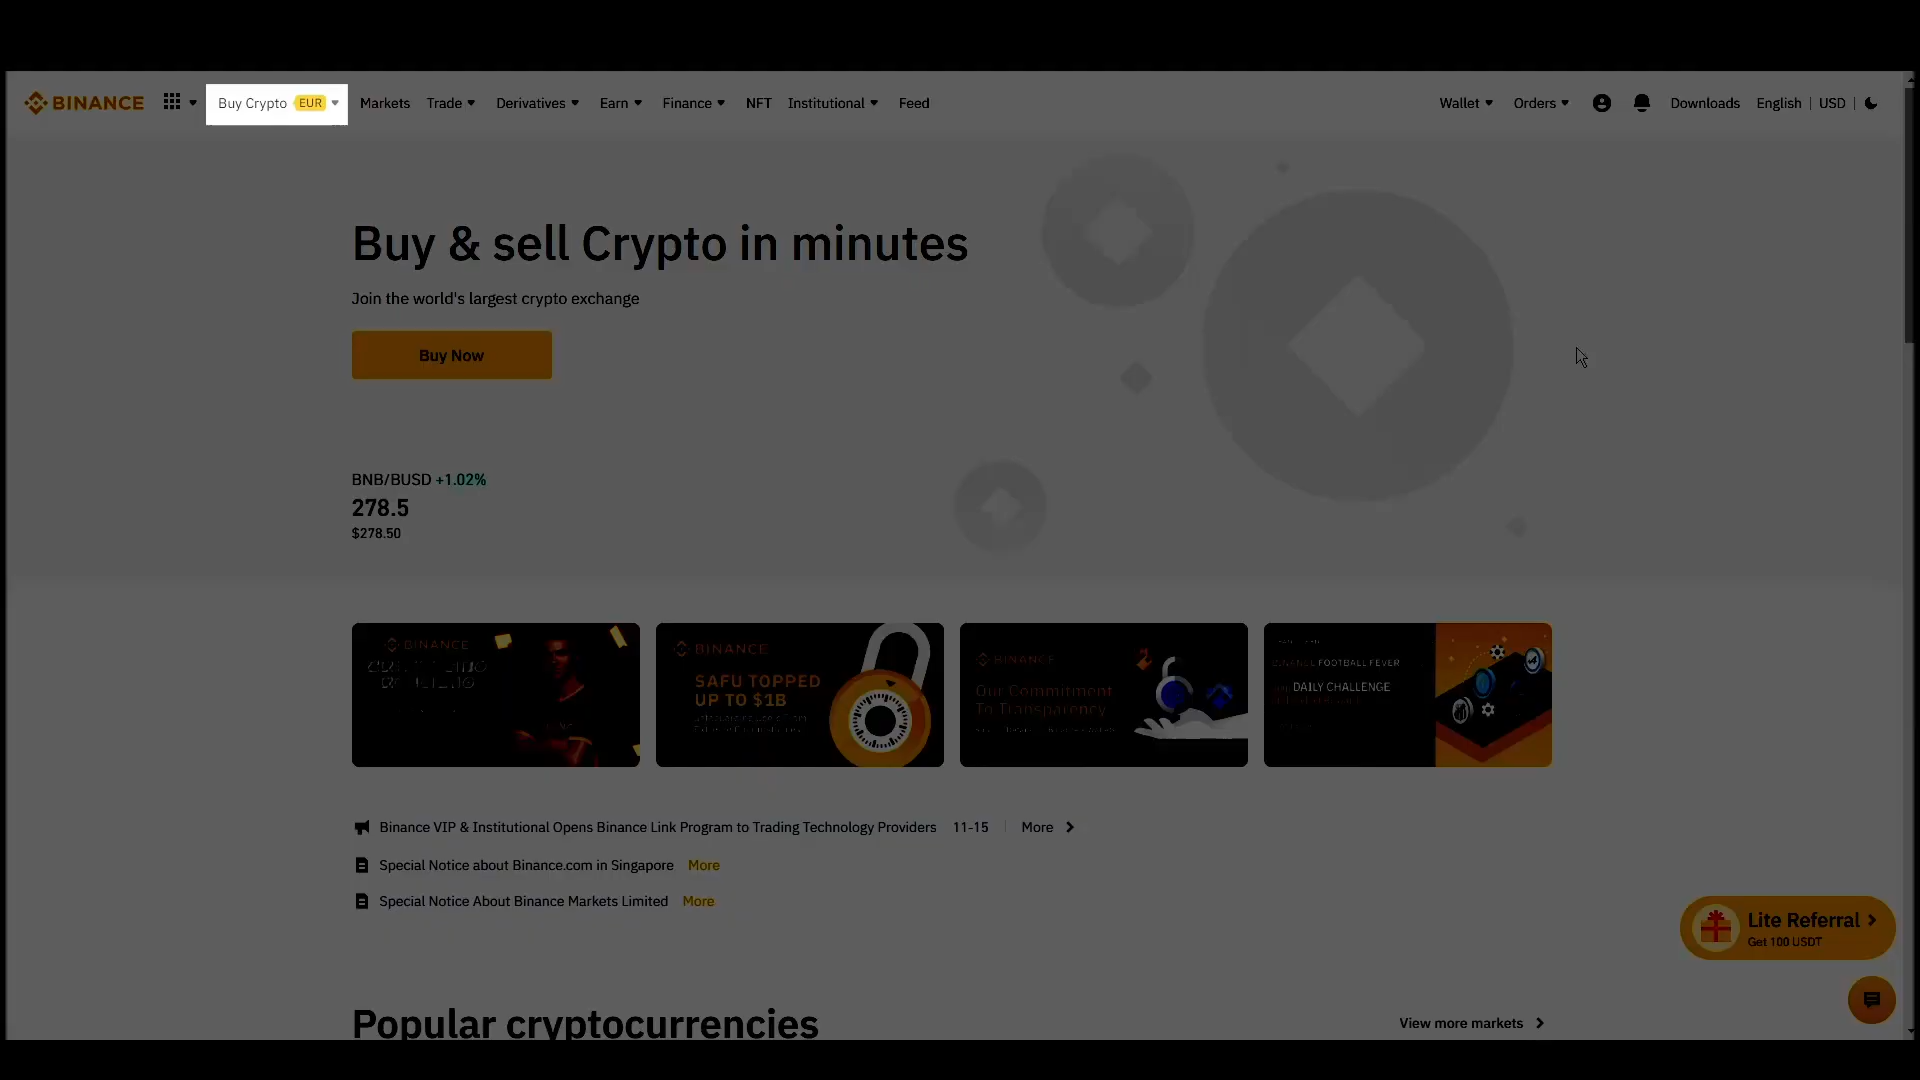 BINANCE Buy Crypto EUR Markets Trade Derivatives Earn Finance NFT Institutional Feed Wallet Orders Downloads English | USD
Buy & sell Crypto in minutes
Join the world's largest crypto exchange
Buy Now
BNB/BUSD +1.02%
278.5
$278.50
BINANCE
BINANCE
SAFU TOPPED
UP TO $1B
BINANCE
Our Commitment
To Transparency
FOOTBALL FEVER
DAILY CHALLENGE
Binance VIP & Institutional Opens Binance Link Program to Trading Technology Providers 11-15 More
Special Notice about Binance.com in Singapore More
Special Notice About Binance Markets Limited More
Lite Referral
Get 100 USDT
Popular cryptocurrencies
View more markets